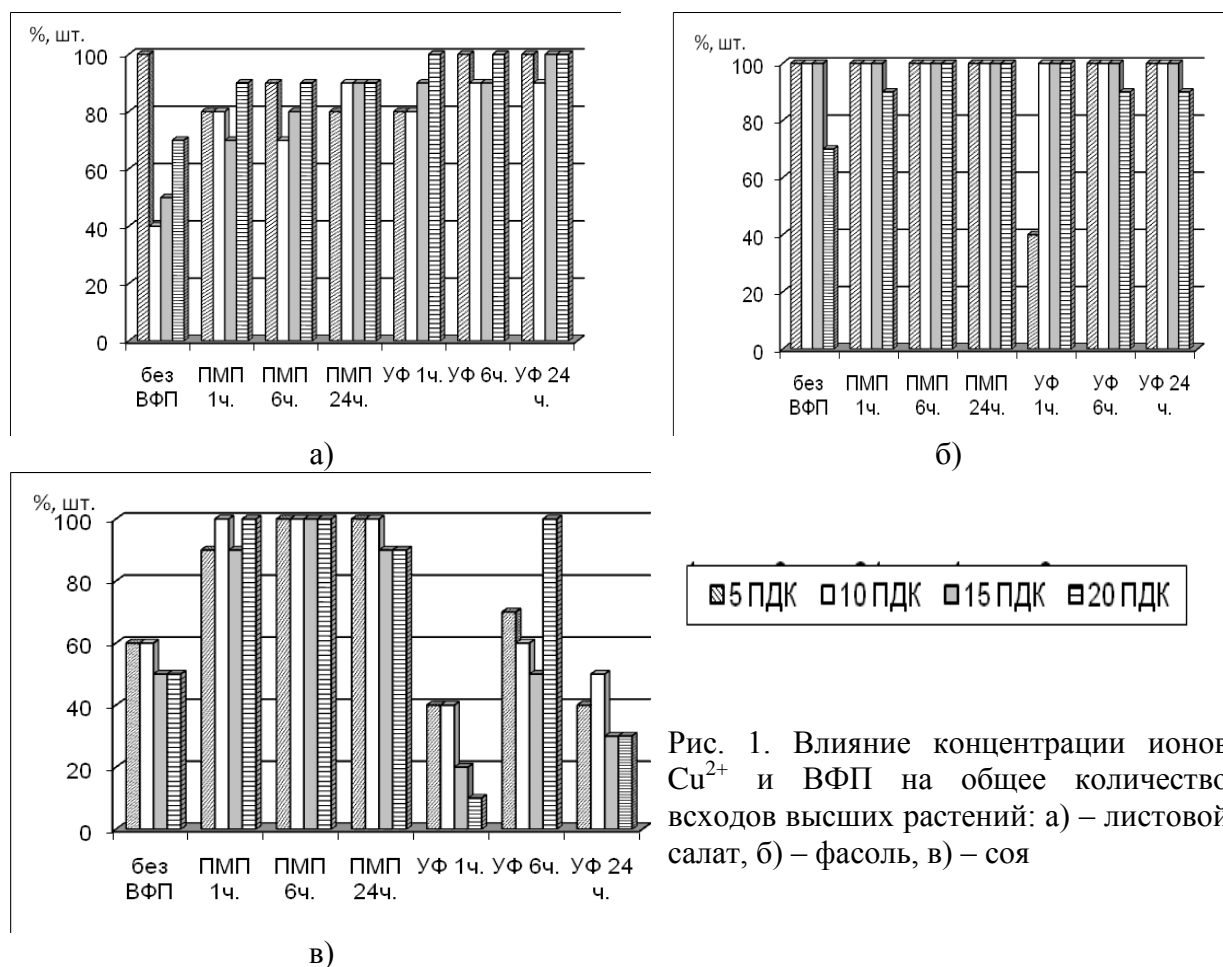 %, шт.
100
80
60
40
20
0
без ВФП
ПМП 1ч.
ПМП 6ч.
ПМП 24ч.
УФ 1ч.
УФ 6ч.
УФ 24 ч.
а)
%, шт.
100
80
60
40
20
0
без ВФП
ПМП 1ч.
ПМП 6ч.
ПМП 24ч.
УФ 1ч.
УФ 6ч.
УФ 24 ч.
б)
%, шт.
100
80
60
40
20
0
без ВФП
ПМП 1ч.
ПМП 6ч.
ПМП 24ч.
УФ 1ч.
УФ 6ч.
УФ 24 ч.
в)
5 ПДК 10 ПДК 15 ПДК 20 ПДК
Рис. 1. Влияние концентрации ионов
Cu²⁺ и ВФП на общее количество
всходов высших растений: а) – листовой
салат, б) – фасоль, в) – соя